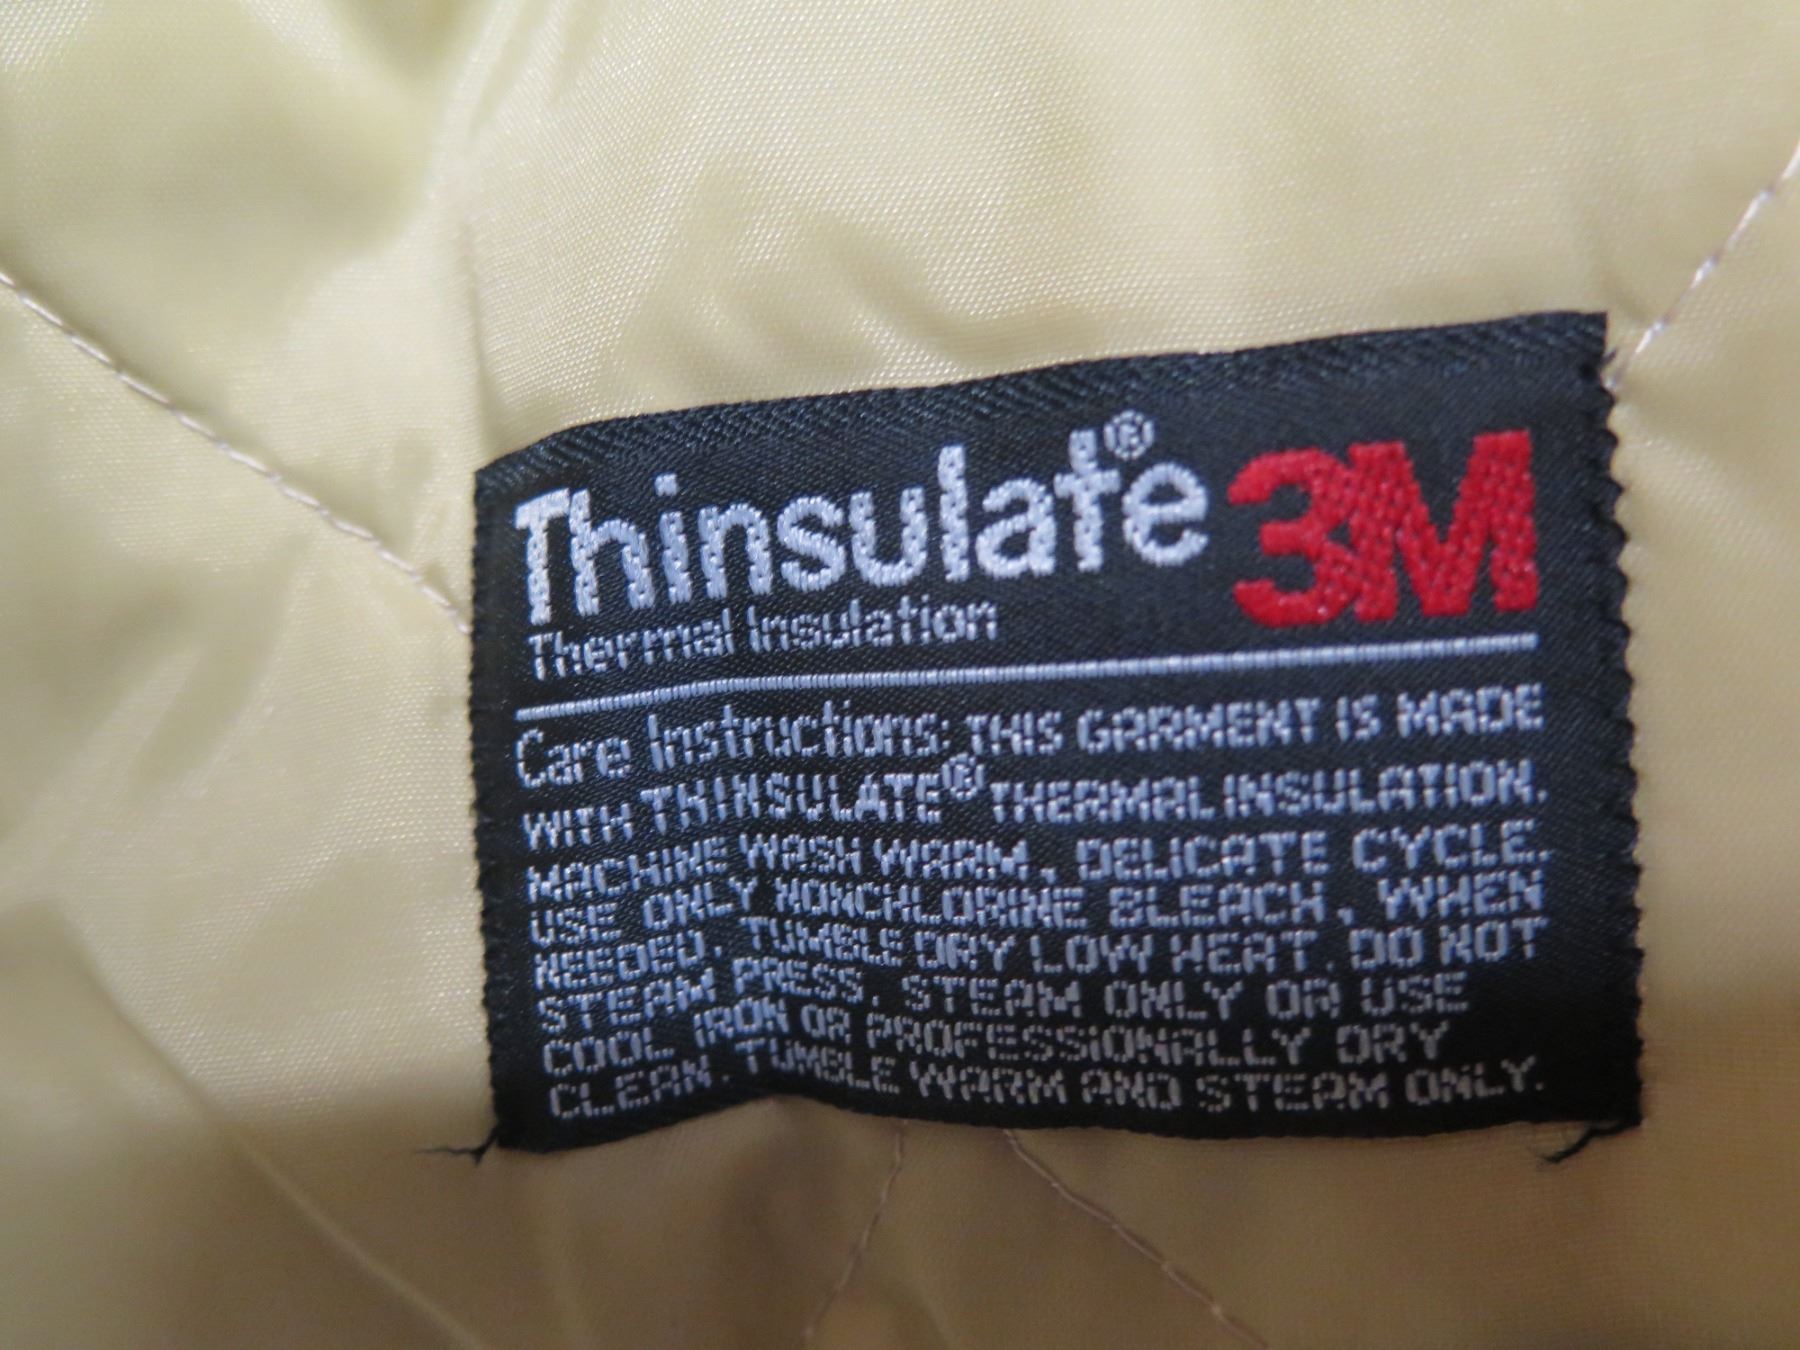 Thinsulate® 3M
Thermal Insulation
Care Instructions: THIS GARMENT IS MADE
WITH THINSULATE® THERMAL INSULATION.
MACHINE WASH WARM, DELICATE CYCLE.
USE ONLY NONCHLORINE BLEACH, WHEN
NEEDED. TUMBLE DRY LOW HEAT. DO NOT
STEAM PRESS. STEAM ONLY OR USE
COOL IRON OR PROFESSIONALLY DRY
CLEAN. TUMBLE WARM AND STEAM ONLY.